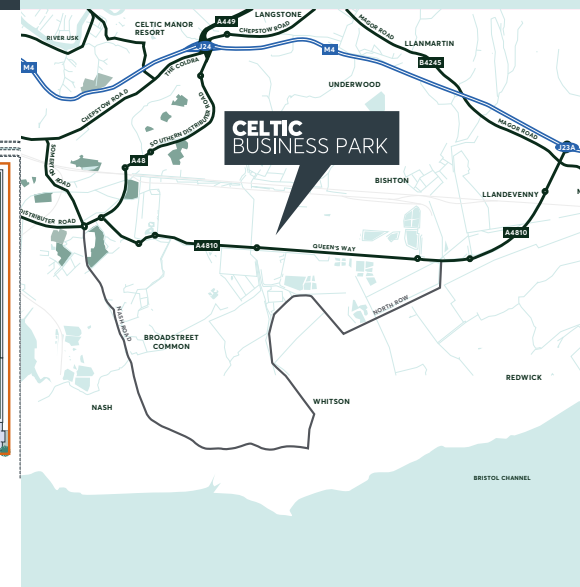 A449
LANGSTONE
CELTIC MANOR
RESORT
CHEPSTOW ROAD
MAGOR ROAD
RIVER USK
J24
M4
LLANMARTIN
B4245
M4
THE COLDRA
UNDERWOOD
CHEPSTOW ROAD
SOUTHERN DISTRIBUTER ROAD
MAGOR ROAD
CELTIC
BUSINESS PARK
J23A
A48
SOMERTON ROAD
BISHTON
LLANDEVENNY
DISTRIBUTER ROAD
A4810
A4810
QUEEN'S WAY
NORTH ROW
NASH ROAD
BROADSTREET
COMMON
REDWICK
NASH
WHITSON
BRISTOL CHANNEL